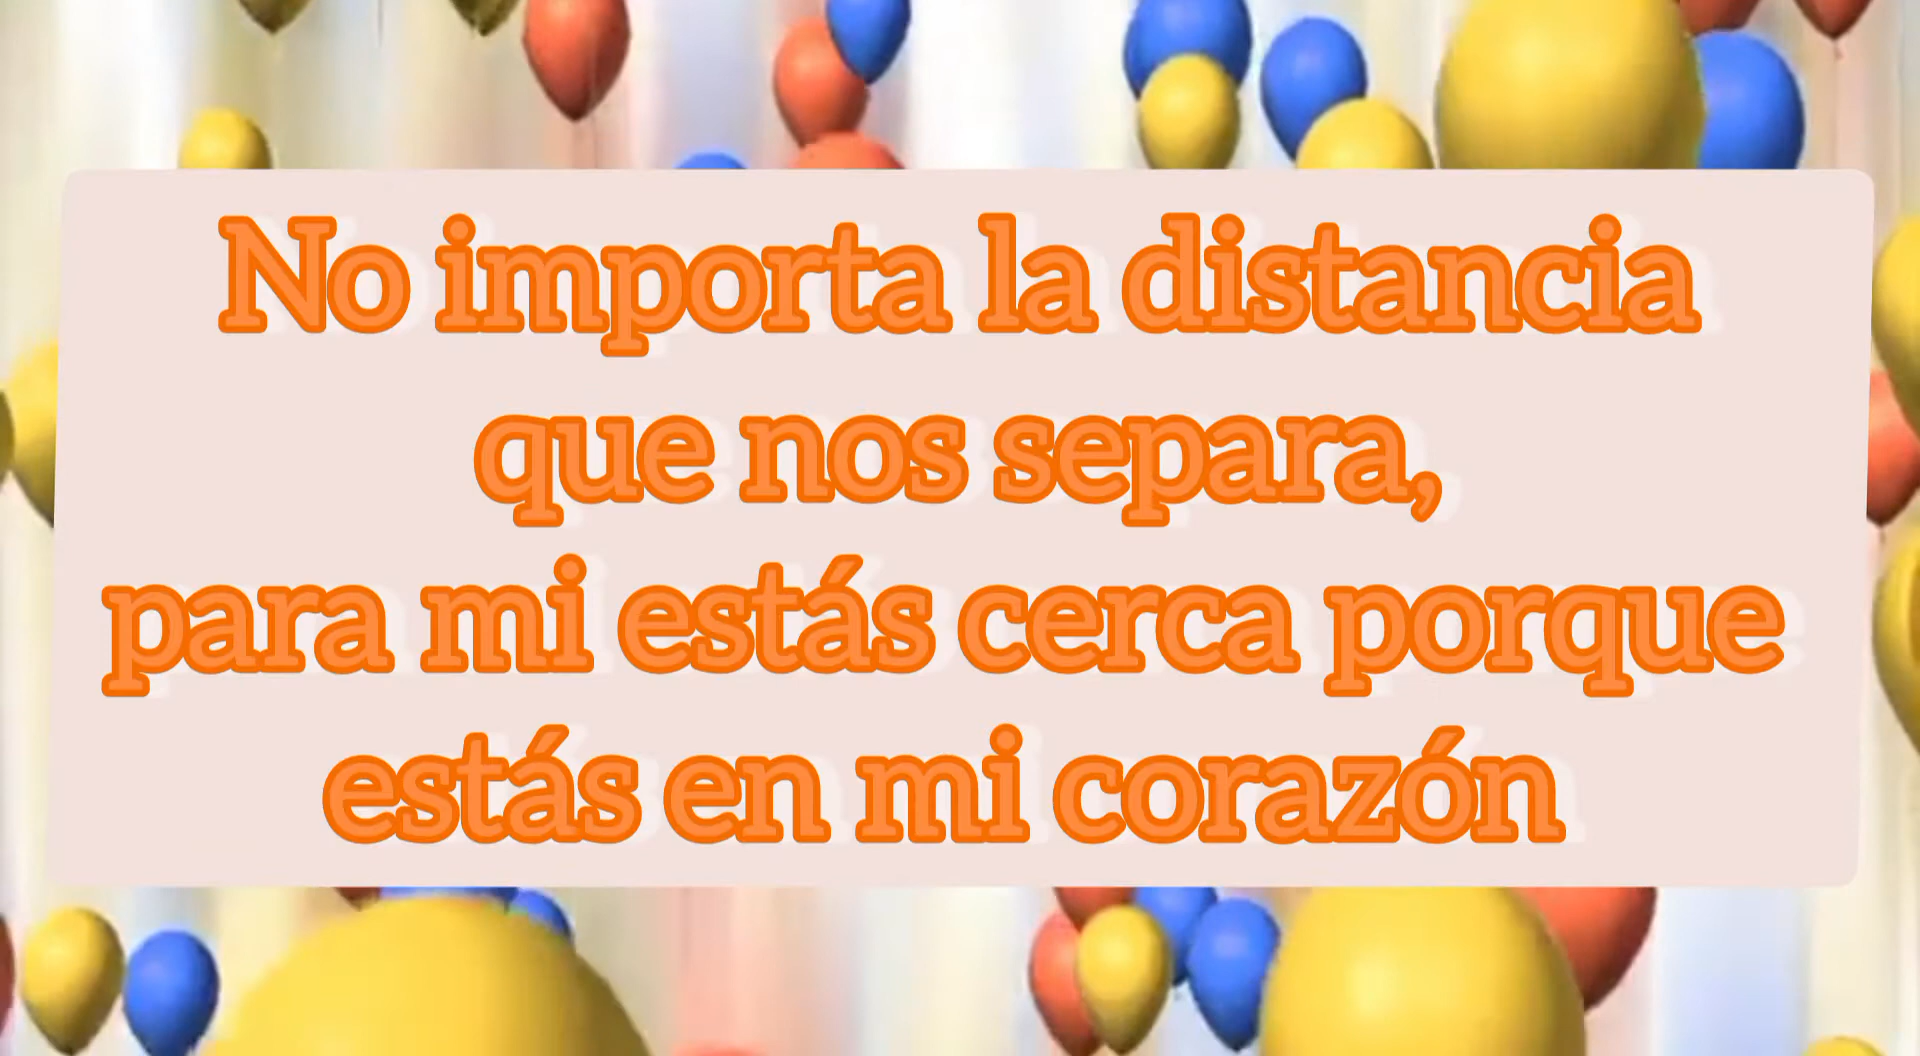 No importa la distancia
que nos separa,
para mi estás cerca porque
estás en mi corazón